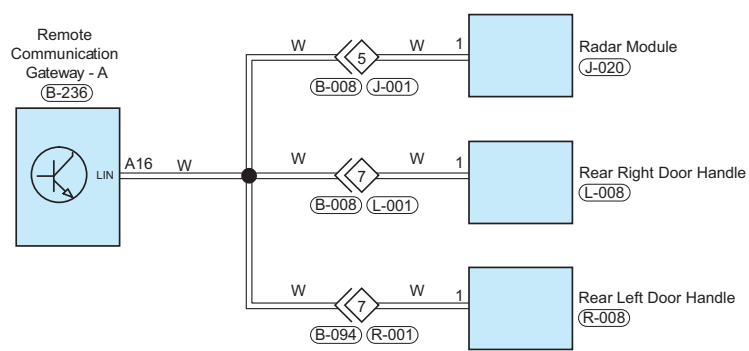 Remote
Communication
Gateway - A
B-236
LIN
A16
W
W
5
W
1
B-008
J-001
Radar Module
J-020
W
7
W
1
B-008
L-001
Rear Right Door Handle
L-008
W
7
W
1
B-094
R-001
Rear Left Door Handle
R-008